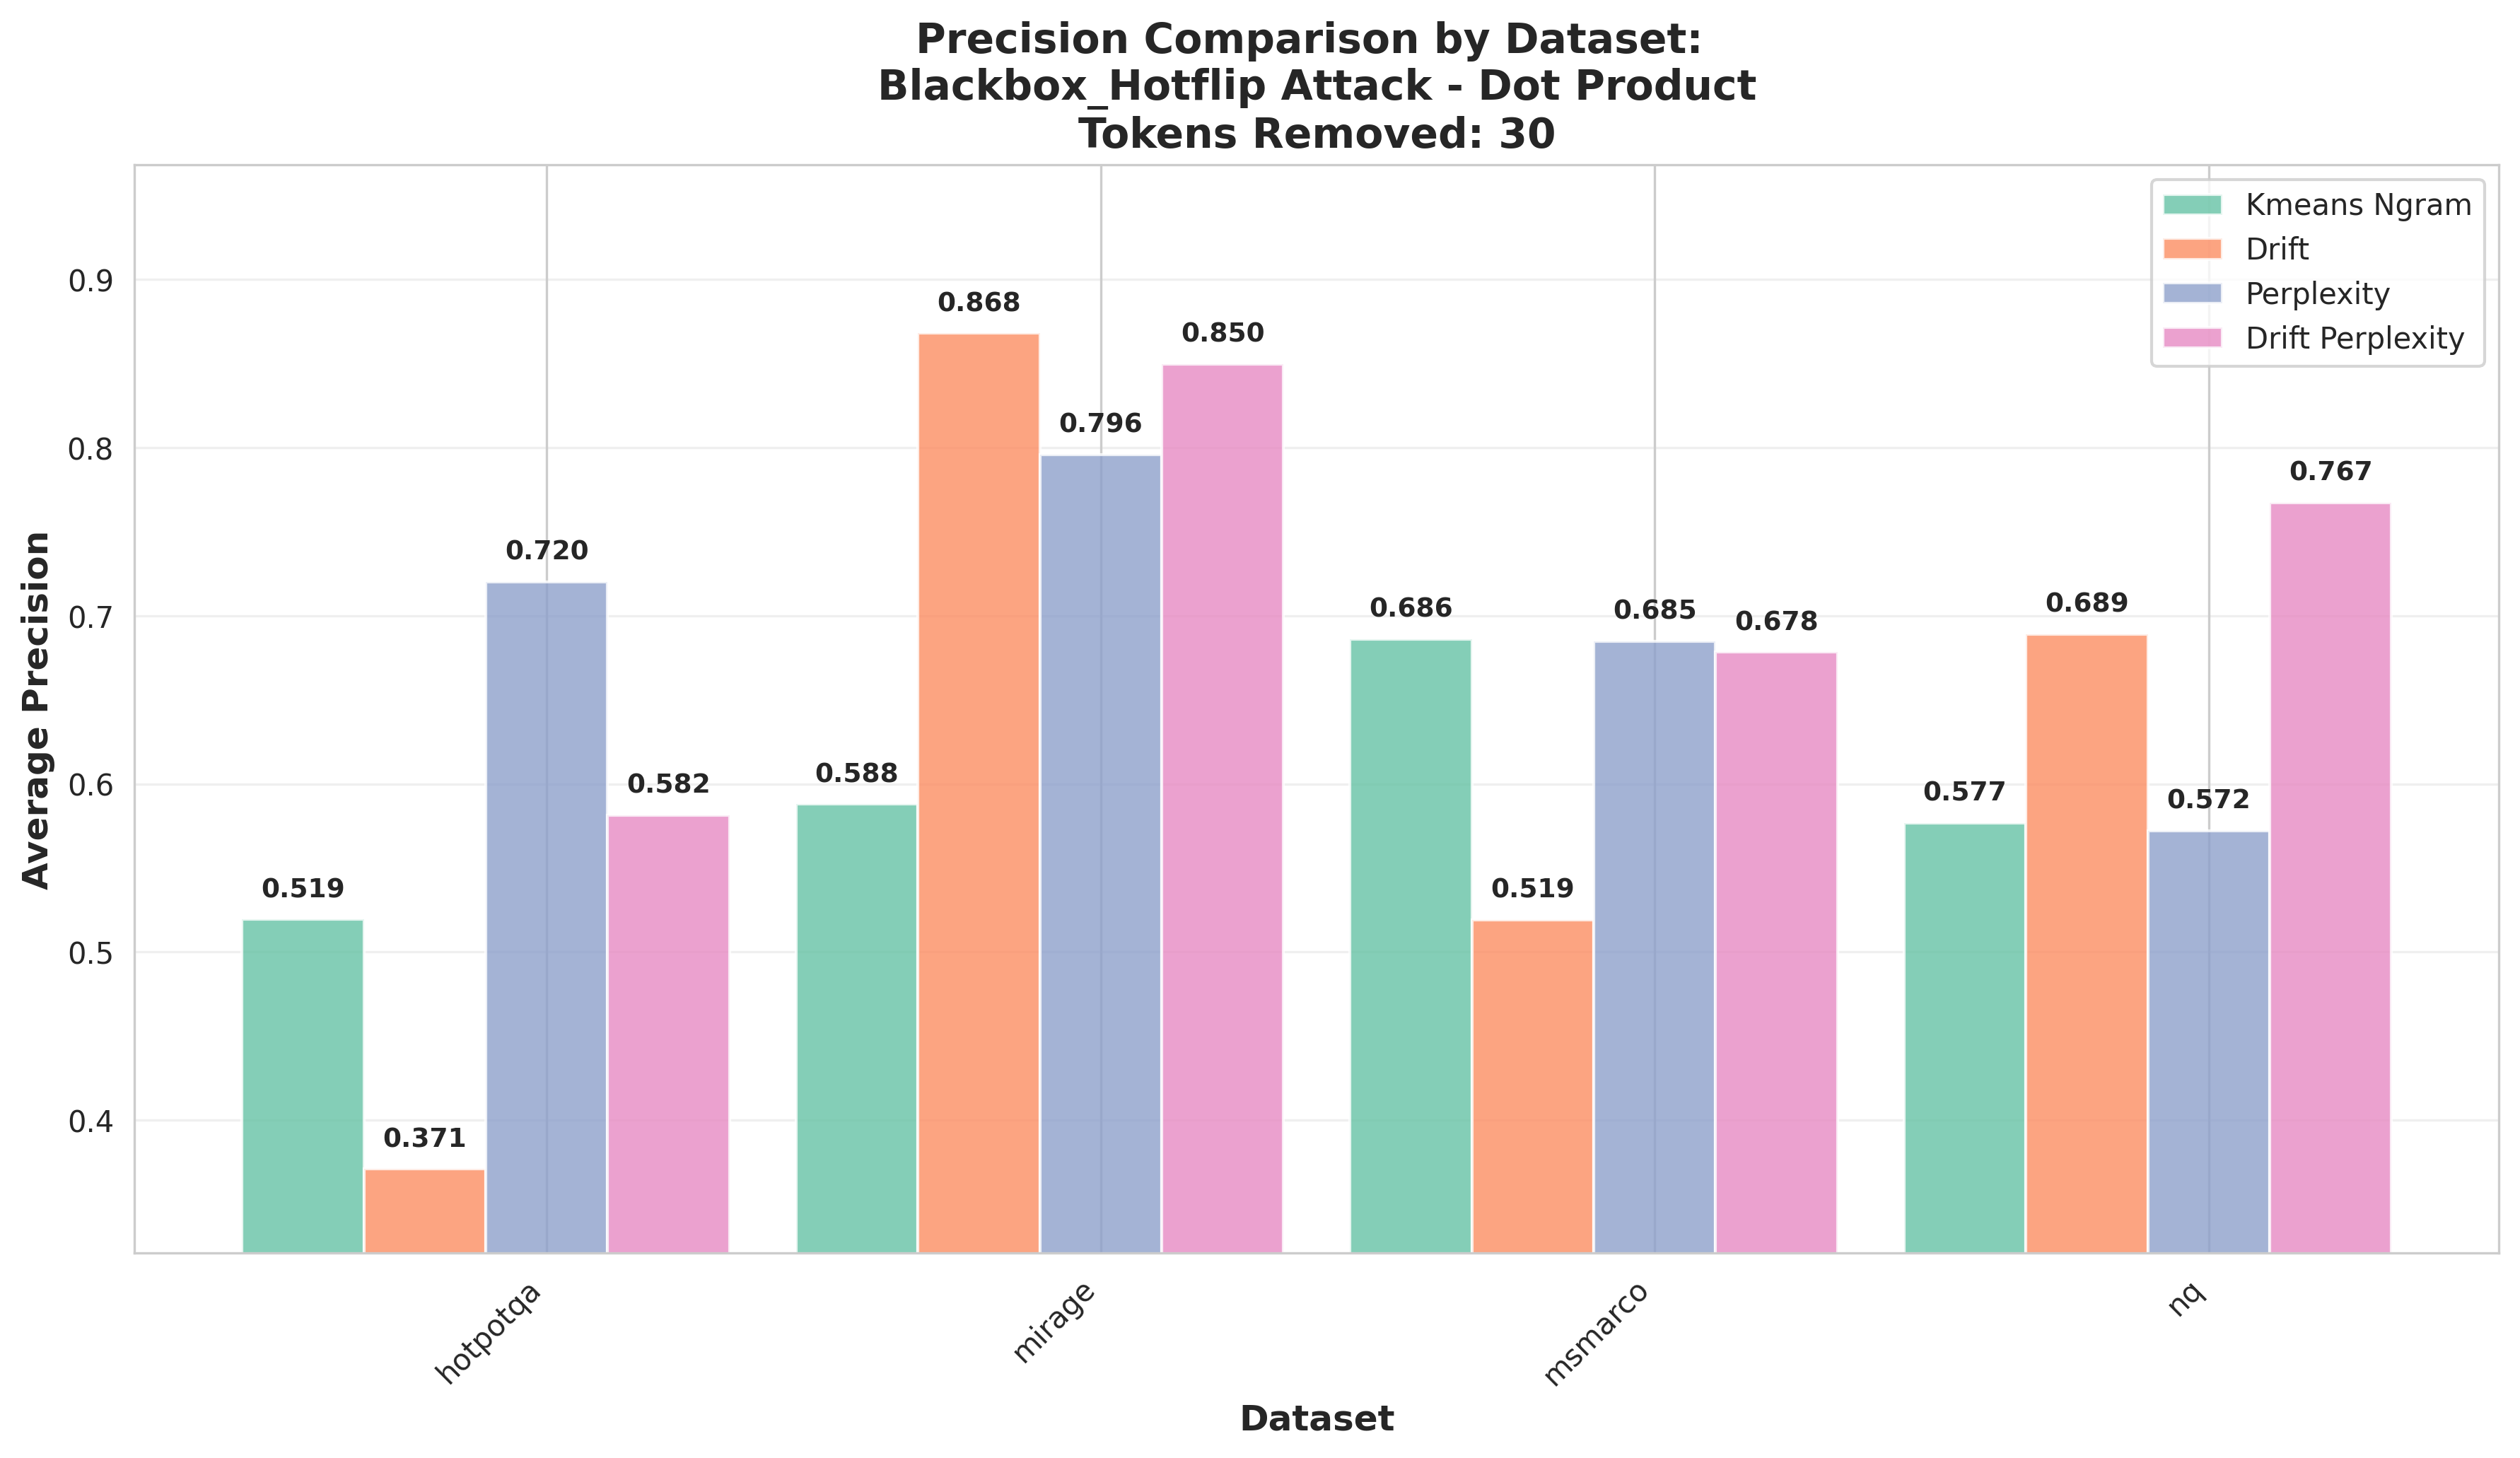 Precision Comparison by Dataset:
Blackbox_Hotflip Attack - Dot Product
Tokens Removed: 30
Kmeans Ngram
Drift
Perplexity
Drift Perplexity
Average Precision
0.9
0.8
0.7
0.6
0.5
0.4
0.519
0.371
0.720
0.582
0.588
0.868
0.796
0.850
0.686
0.519
0.685
0.678
0.577
0.689
0.572
0.767
hotpotqa
mirage
msmarco
nq
Dataset